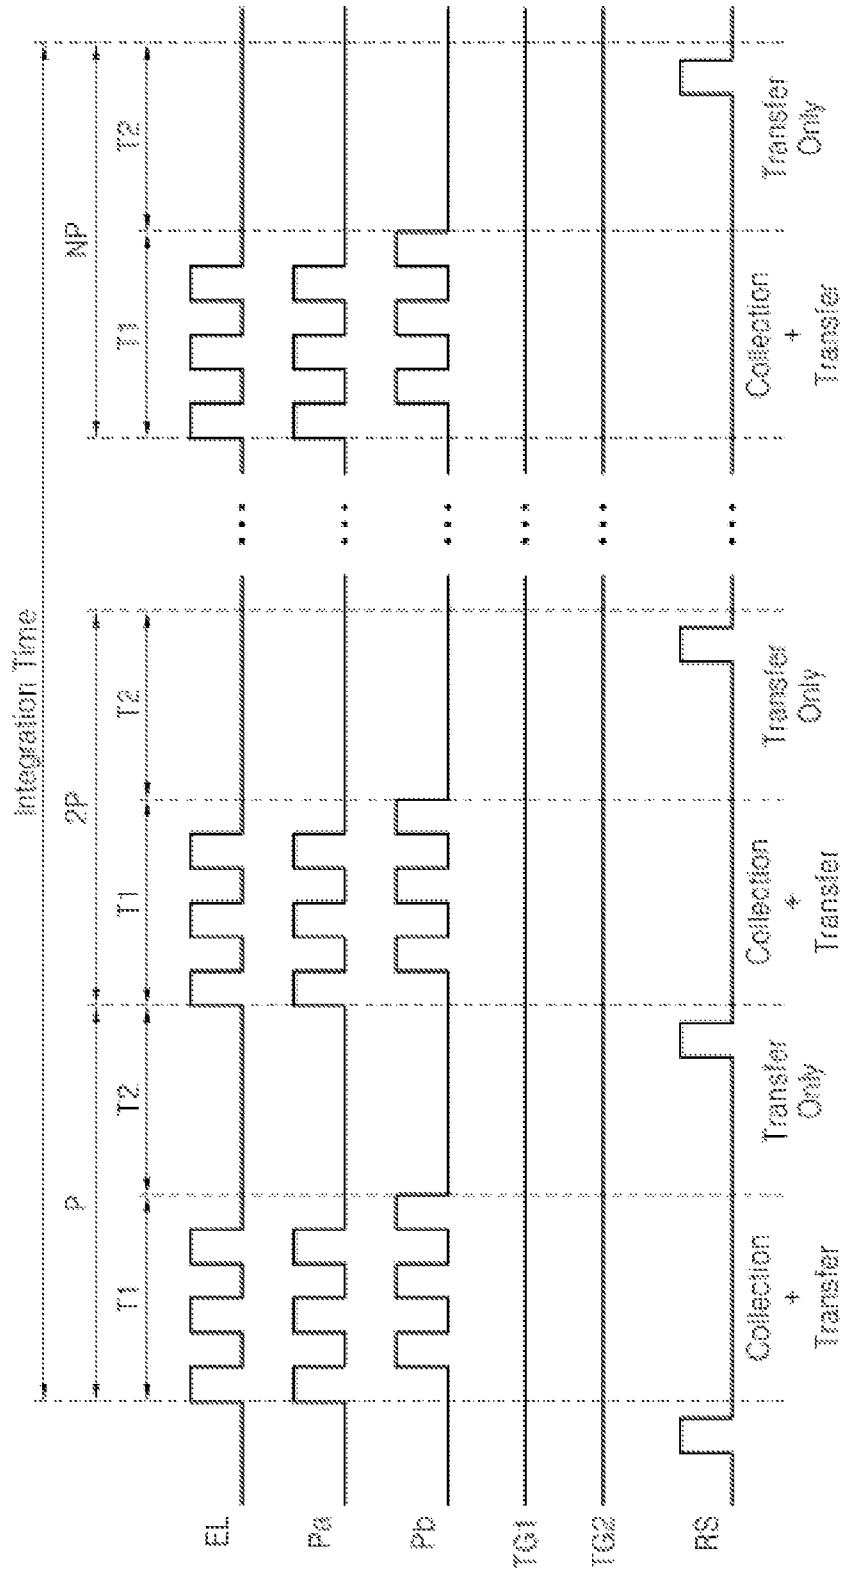 Integration Time
P
2P
NP
T1
T2
T1
T2
T1
T2
EL
Pa
Pb
TG1
TG2
RS
Collection
+
Transfer
Transfer
Only
Collection
+
Transfer
Transfer
Only
Collection
+
Transfer
Transfer
Only